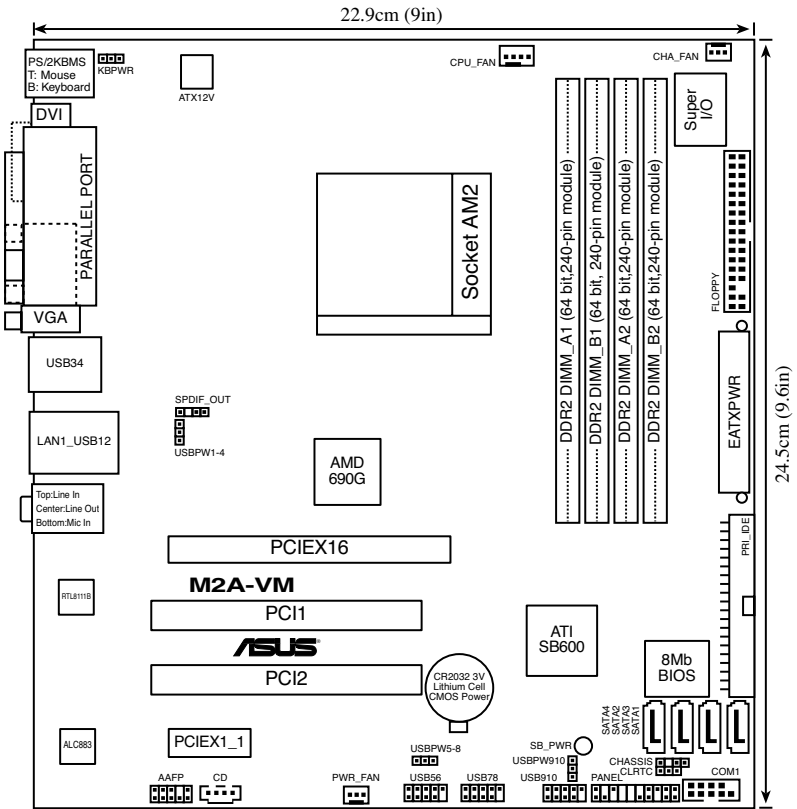 22.9cm (9in)
PS/2KBMS
T: Mouse
B: Keyboard
KBPWR
ATX12V
CPU_FAN
CHA_FAN
Super
I/O
DVI
PARALLEL PORT
VGA
Socket AM2
DDR2 DIMM_A1 (64 bit,240-pin module)
DDR2 DIMM_B1 (64 bit, 240-pin module)
DDR2 DIMM_A2 (64 bit,240-pin module)
DDR2 DIMM_B2 (64 bit,240-pin module)
FLOPPY
24.5cm (9.6in)
EATXPWR
USB34
SPDIF_OUT
USBPW1-4
LAN1_USB12
AMD
690G
Top:Line In
Center:Line Out
Bottom:Mic In
PRI_IDE
PCIEX16
M2A-VM
RTL8111B
PCI1
ASUS
PCI2
ATI
SB600
8Mb
BIOS
CR2032 3V
Lithium Cell
CMOS Power
SATA4
SATA2
SATA3
SATA1
ALC883
PCIEX1_1
USBPW5-8
SB_PWR
USBPW910
CHASSIS
CLRTC
COM1
AAFP
CD
PWR_FAN
USB56
USB78
USB910
PANEL